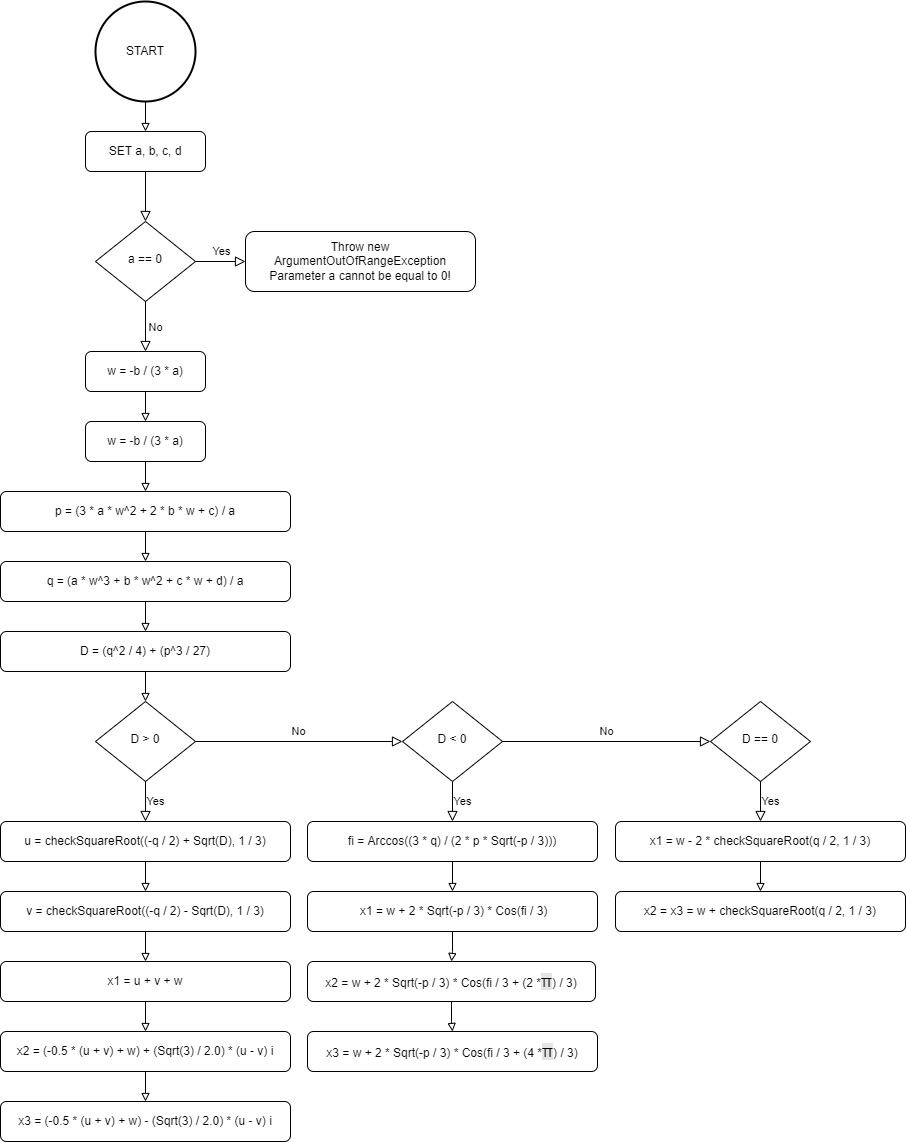 START
SET a, b, c, d
a == 0
Yes
Throw new
ArgumentOutOfRangeException
Parameter a cannot be equal to 0!
No
w = -b / (3 * a)
w = -b / (3 * a)
p = (3 * a * w^2 + 2 * b * w + c) / a
q = (a * w^3 + b * w^2 + c * w + d) / a
D = (q^2 / 4) + (p^3 / 27)
D > 0
No
D < 0
No
D == 0
Yes
Yes
Yes
u = checkSquareRoot((-q / 2) + Sqrt(D), 1 / 3)
fi = Arccos((3 * q) / (2 * p * Sqrt(-p / 3)))
x1 = w - 2 * checkSquareRoot(q / 2, 1 / 3)
v = checkSquareRoot((-q / 2) - Sqrt(D), 1 / 3)
x1 = w + 2 * Sqrt(-p / 3) * Cos(fi / 3)
x2 = x3 = w + checkSquareRoot(q / 2, 1 / 3)
x1 = u + v + w
x2 = w + 2 * Sqrt(-p / 3) * Cos(fi / 3 + (2 *π) / 3)
x2 = (-0.5 * (u + v) + w) + (Sqrt(3) / 2.0) * (u - v) i
x3 = w + 2 * Sqrt(-p / 3) * Cos(fi / 3 + (4 *π) / 3)
x3 = (-0.5 * (u + v) + w) - (Sqrt(3) / 2.0) * (u - v) i